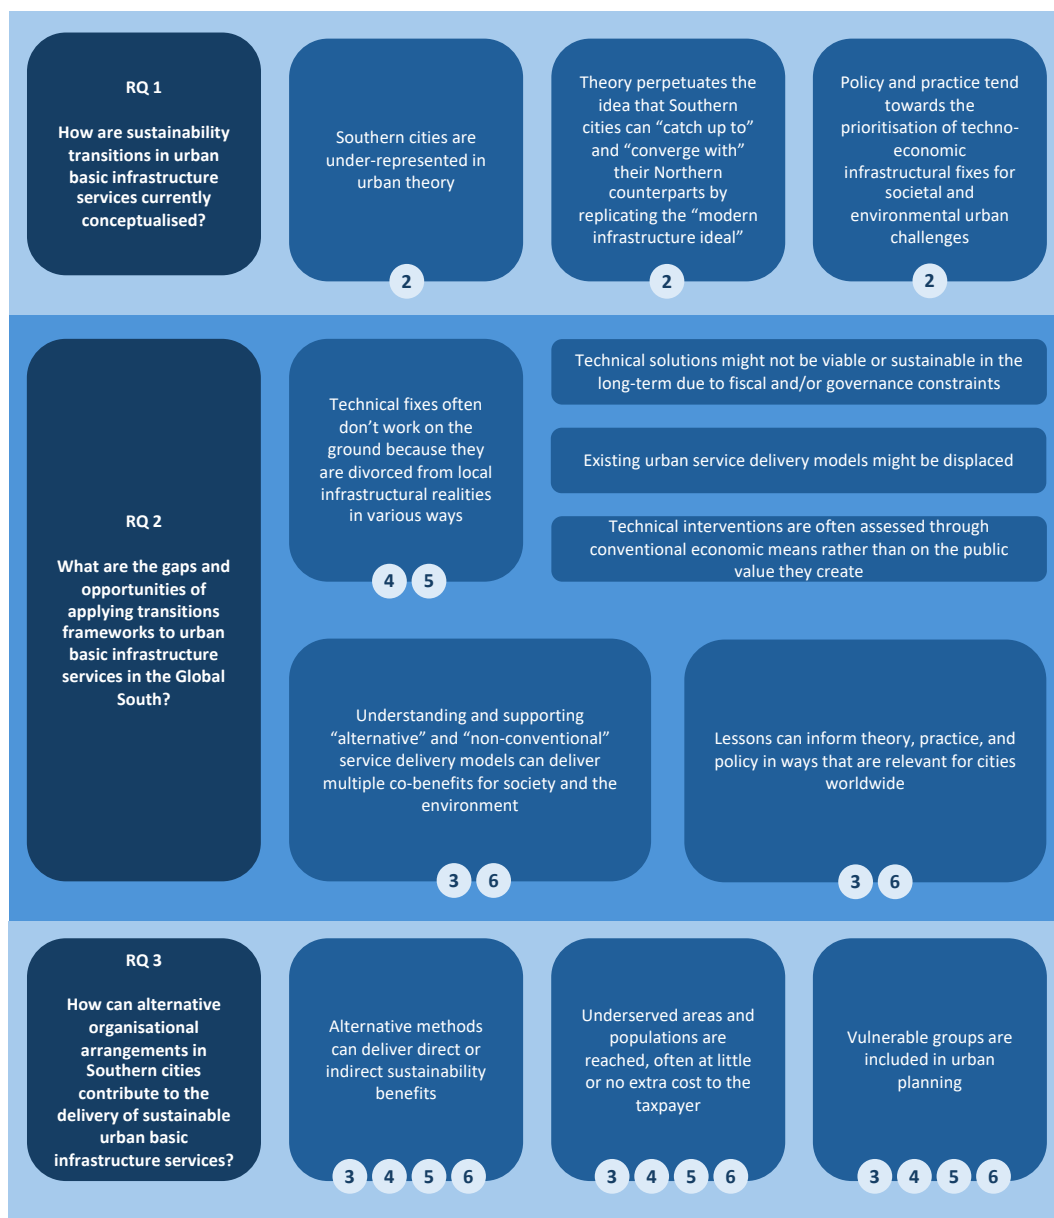 RQ 1
How are sustainability
transitions in urban
basic infrastructure
services currently
conceptualised?
Southern cities are
under-represented in
urban theory
2
Theory perpetuates the
idea that Southern
cities can “catch up to”
and “converge with”
their Northern
counterparts by
replicating the “modern
infrastructure ideal”
2
Policy and practice tend
towards the
prioritisation of techno-
economic
infrastructural fixes for
societal and
environmental urban
challenges
2
RQ 2
What are the gaps and
opportunities of
applying transitions
frameworks to urban
basic infrastructure
services in the Global
South?
Technical fixes often
don’t work on the
ground because they
are divorced from local
infrastructural realities
in various ways
4 5
Technical solutions might not be viable or sustainable in the
long-term due to fiscal and/or governance constraints
Existing urban service delivery models might be displaced
Technical interventions are often assessed through
conventional economic means rather than on the public
value they create
Understanding and supporting
“alternative” and “non-conventional”
service delivery models can deliver
multiple co-benefits for society and the
environment
3 6
Lessons can inform theory, practice, and
policy in ways that are relevant for cities
worldwide
3 6
RQ 3
How can alternative
organisational
arrangements in
Southern cities
contribute to the
delivery of sustainable
urban basic
infrastructure services?
Alternative methods
can deliver direct or
indirect sustainability
benefits
3 4 5 6
Underserved areas and
populations are
reached, often at little
or no extra cost to the
taxpayer
3 4 5 6
Vulnerable groups are
included in urban
planning
3 4 5 6